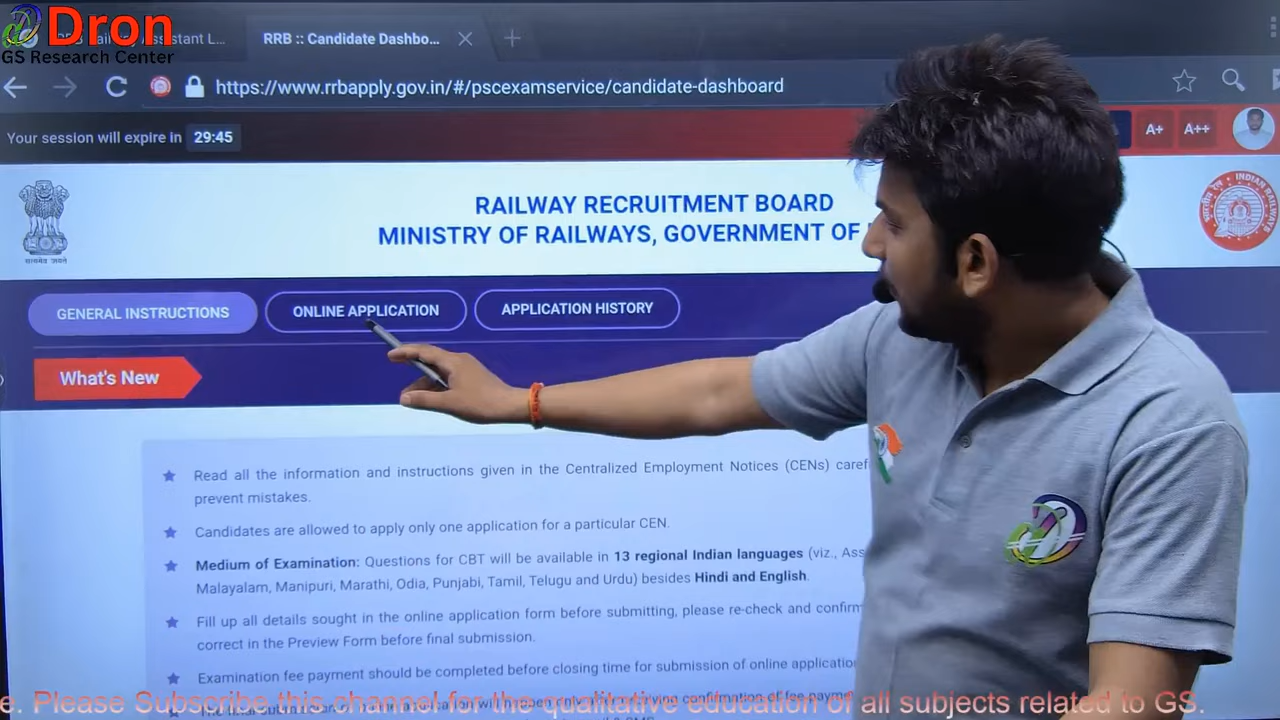 Dron
GS Research Center
RRB :: Candidate Dashbo...
https://www.rrbapply.gov.in/#/pscexamservice/candidate-dashboard
Your session will expire in 29:45
A+ A++
RAILWAY RECRUITMENT BOARD
MINISTRY OF RAILWAYS, GOVERNMENT OF
INDIAN RAILWAYS
सत्यमेव जयते
GENERAL INSTRUCTIONS ONLINE APPLICATION APPLICATION HISTORY
What's New
Read all the information and instructions given in the Centralized Employment Notices (CENs)
prevent mistakes.
Candidates are allowed to apply only one application for a particular CEN.
Medium of Examination: Questions for CBT will be available in 13 regional Indian languages (viz.,
Malayalam, Manipuri, Marathi, Odia, Punjabi, Tamil, Telugu and Urdu) besides Hindi and English.
Fill up all details sought in the online application form before submitting, please re-check and
correct in the Preview Form before final submission.
Examination fee payment should be completed before closing time for submission of online
e. Please Subscribe this channel for the qualitative education of all subjects related to GS.